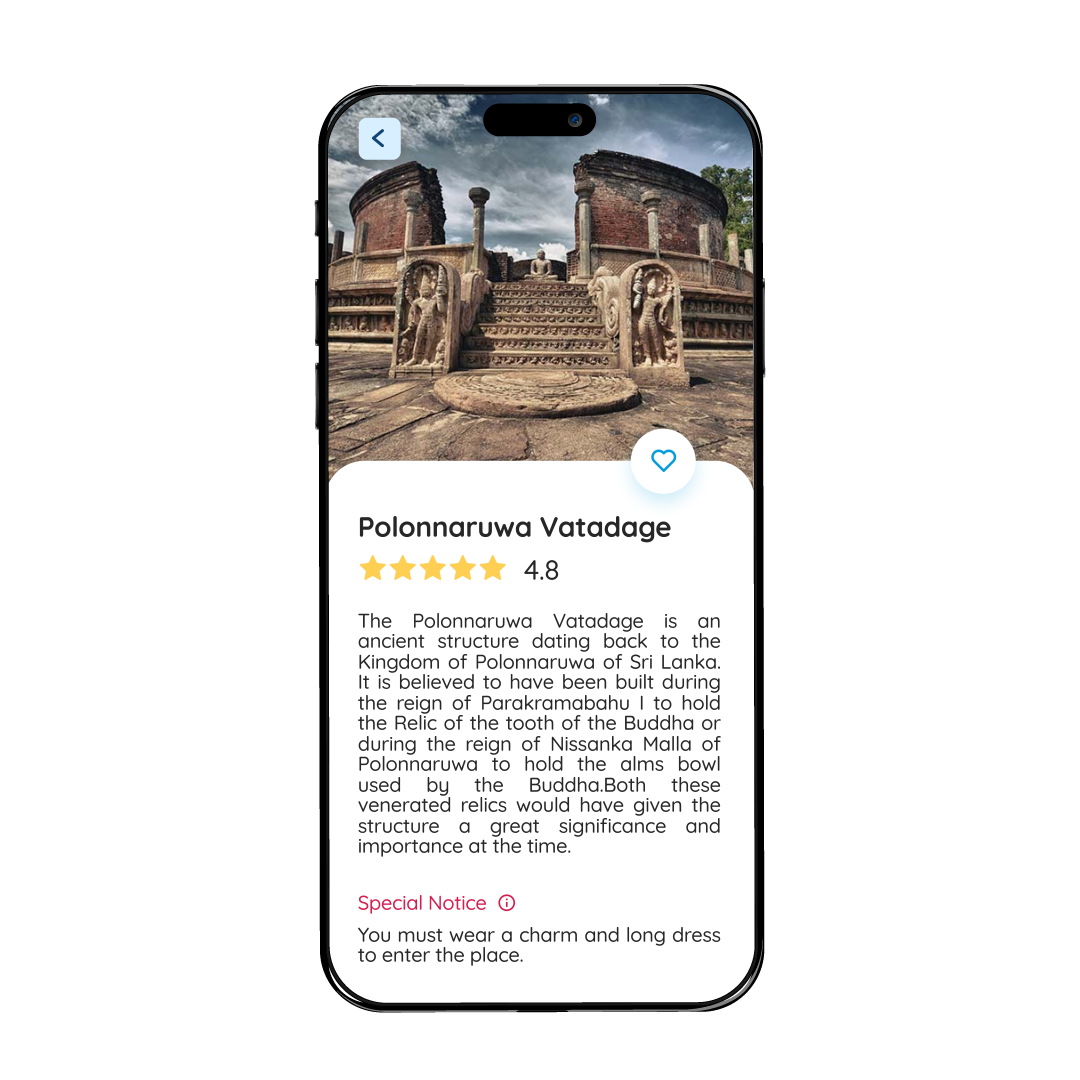 Polonnaruwa Vatadage
4.8
The Polonnaruwa Vatadage is an
ancient structure dating back to the
Kingdom of Polonnaruwa of Sri Lanka.
It is believed to have been built during
the reign of Parakramabahu I to hold
the Relic of the tooth of the Buddha or
during the reign of Nissanka Malla of
Polonnaruwa to hold the alms bowl
used by the Buddha.Both these
venerated relics would have given the
structure a great significance and
importance at the time.
Special Notice
You must wear a charm and long dress
to enter the place.